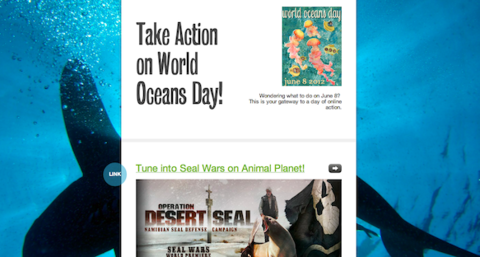 Take Action
on World
Oceans Day!
world oceans day
june 8 2012
Wondering what to do on June 8?
This is your gateway to a day of online
action.
LINK
Tune into Seal Wars on Animal Planet!
OPERATION
DESERT SEAL
NAMIBIAN SEAL DEFENSE CAMPAIGN
SEAL WARS
WORLD PREMIERE